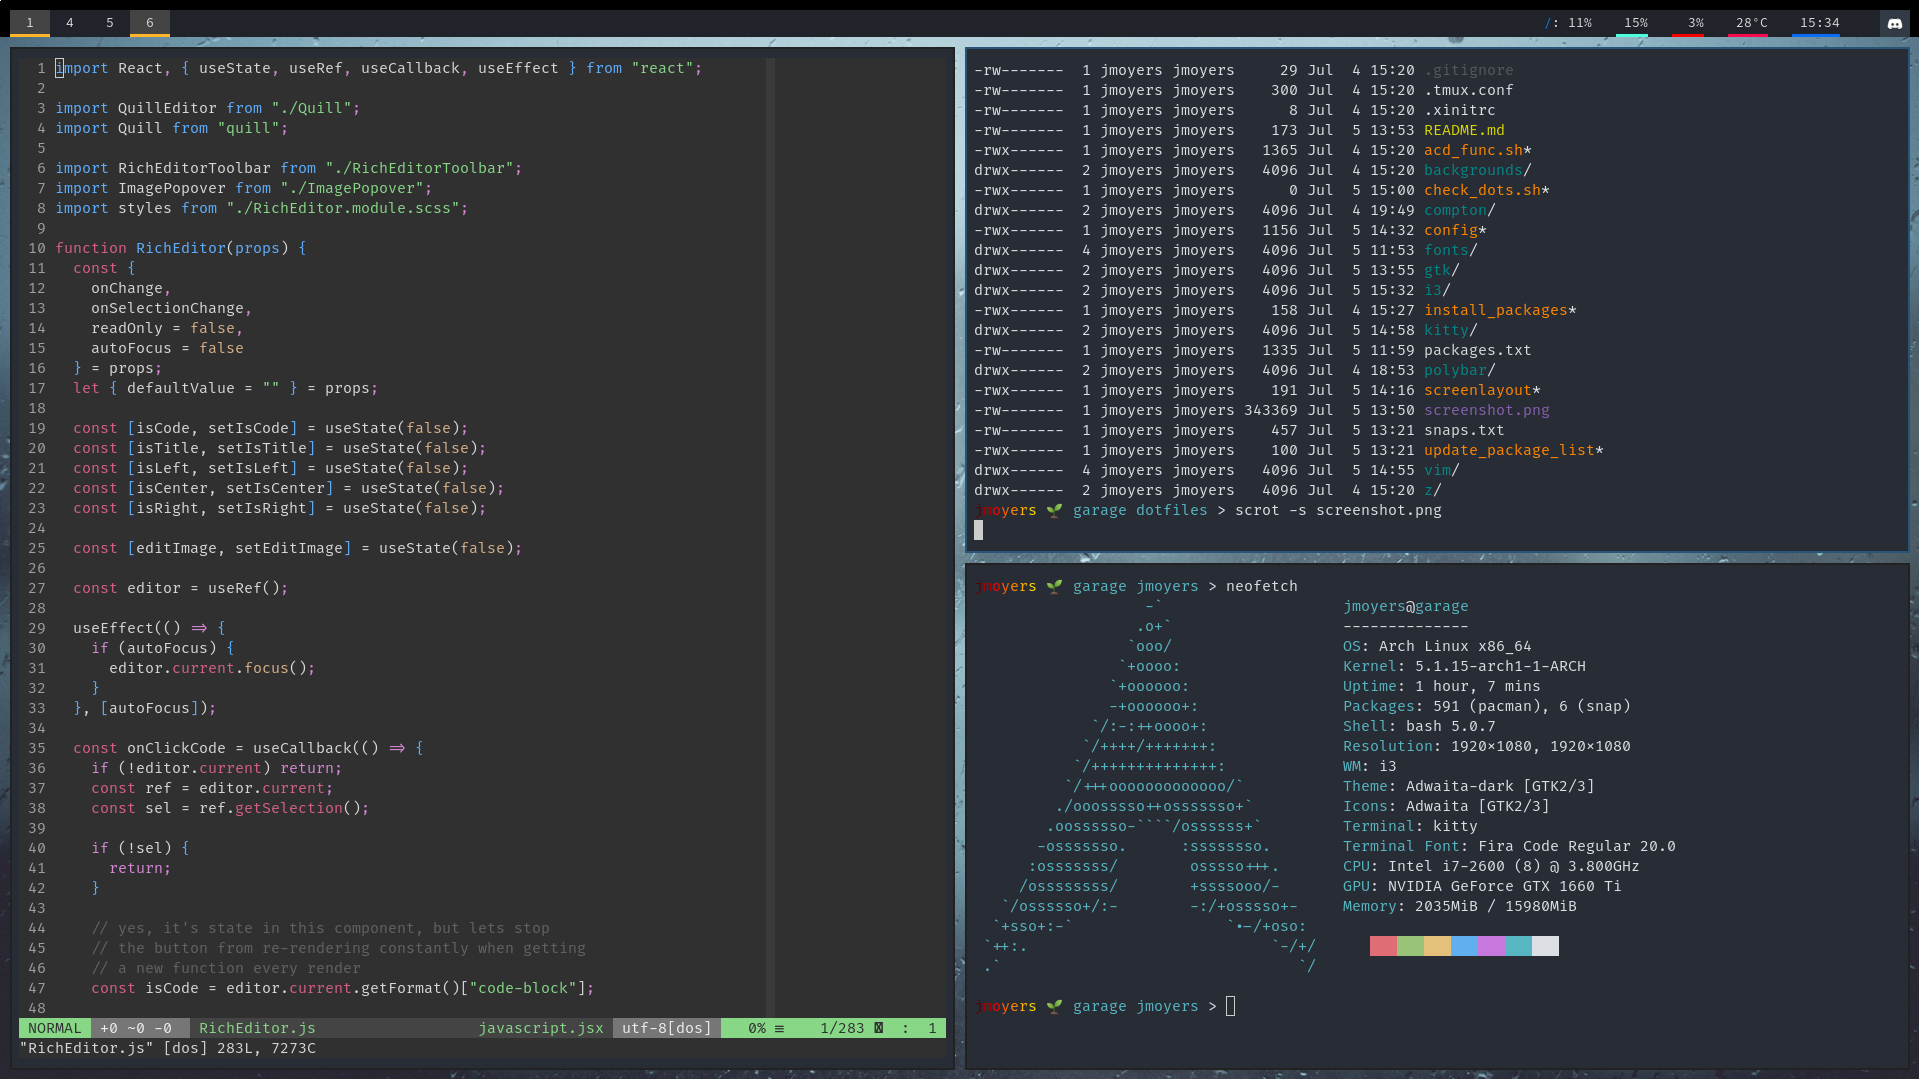 1 4 5 6 /: 11% 15% 3% 28°C 15:34
1 import React, { useState, useRef, useCallback, useEffect } from "react";
2
3 import QuillEditor from "./Quill";
4 import Quill from "quill";
5
6 import RichEditorToolbar from "./RichEditorToolbar";
7 import ImagePopover from "./ImagePopover";
8 import styles from "./RichEditor.module.scss";
9
10 function RichEditor(props) {
11   const {
12     onChange,
13     onSelectionChange,
14     readOnly = false,
15     autoFocus = false
16   } = props;
17   let { defaultValue = "" } = props;
18
19   const [isCode, setIsCode] = useState(false);
20   const [isTitle, setIsTitle] = useState(false);
21   const [isLeft, setIsLeft] = useState(false);
22   const [isCenter, setIsCenter] = useState(false);
23   const [isRight, setIsRight] = useState(false);
24
25   const [editImage, setEditImage] = useState(false);
26
27   const editor = useRef();
28
29   useEffect(() => {
30     if (autoFocus) {
31       editor.current.focus();
32     }
33   }, [autoFocus]);
34
35   const onClickCode = useCallback(() => {
36     if (!editor.current) return;
37     const ref = editor.current;
38     const sel = ref.getSelection();
39
40     if (!sel) {
41       return;
42     }
43
44     // yes, it's state in this component, but lets stop
45     // the button from re-rendering constantly when getting
46     // a new function every render
47     const isCode = editor.current.getFormat()["code-block"];
48
NORMAL +0 ~0 -0 RichEditor.js javascript.jsx utf-8[dos] 0% ≡ 1/283 : 1
"RichEditor.js" [dos] 283L, 7273C
-rw------- 1 jmoyers jmoyers 29 Jul 4 15:20 .gitignore
-rw------- 1 jmoyers jmoyers 300 Jul 4 15:20 .tmux.conf
-rw------- 1 jmoyers jmoyers 8 Jul 4 15:20 .xinitrc
-rw------- 1 jmoyers jmoyers 173 Jul 5 13:53 README.md
-rwx------ 1 jmoyers jmoyers 1365 Jul 4 15:20 acd_func.sh*
drwx------ 2 jmoyers jmoyers 4096 Jul 4 15:20 backgrounds/
-rwx------ 1 jmoyers jmoyers 0 Jul 5 15:00 check_dots.sh*
drwx------ 2 jmoyers jmoyers 4096 Jul 4 19:49 compton/
-rwx------ 1 jmoyers jmoyers 1156 Jul 5 14:32 config*
drwx------ 4 jmoyers jmoyers 4096 Jul 5 11:53 fonts/
drwx------ 2 jmoyers jmoyers 4096 Jul 5 13:55 gtk/
drwx------ 2 jmoyers jmoyers 4096 Jul 5 15:32 i3/
-rwx------ 1 jmoyers jmoyers 158 Jul 4 15:27 install_packages*
drwx------ 2 jmoyers jmoyers 4096 Jul 5 14:58 kitty/
-rw------- 1 jmoyers jmoyers 1335 Jul 5 11:59 packages.txt
drwx------ 2 jmoyers jmoyers 4096 Jul 4 18:53 polybar/
-rwx------ 1 jmoyers jmoyers 191 Jul 5 14:16 screenlayout*
-rw------- 1 jmoyers jmoyers 343369 Jul 5 13:50 screenshot.png
-rw------- 1 jmoyers jmoyers 457 Jul 5 13:21 snaps.txt
-rwx------ 1 jmoyers jmoyers 100 Jul 5 13:21 update_package_list*
drwx------ 4 jmoyers jmoyers 4096 Jul 5 14:55 vim/
drwx------ 2 jmoyers jmoyers 4096 Jul 4 15:20 z/
jmoyers 🌱 garage dotfiles > scrot -s screenshot.png
jmoyers 🌱 garage jmoyers > neofetch
-` jmoyers@garage
.o+` --------------
`ooo/ OS: Arch Linux x86_64
`+oooo: Kernel: 5.1.15-arch1-1-ARCH
`+oooooo: Uptime: 1 hour, 7 mins
-+oooooo+: Packages: 591 (pacman), 6 (snap)
`/:-:++oooo+: Shell: bash 5.0.7
`/++++/+++++++: Resolution: 1920×1080, 1920×1080
`/++++++++++++++: WM: i3
`/+++ooooooooooooo/` Theme: Adwaita-dark [GTK2/3]
./ooosssso++osssssso+` Icons: Adwaita [GTK2/3]
.oossssso-````/ossssss+` Terminal: kitty
-osssssso. :ssssssso. Terminal Font: Fira Code Regular 20.0
:osssssss/ osssso+++. CPU: Intel i7-2600 (8) @ 3.800GHz
/ossssssss/ +ssssooo/- GPU: NVIDIA GeForce GTX 1660 Ti
`/ossssso+/:- -:/+osssso+- Memory: 2035MiB / 15980MiB
`+sso+:-` `.-/+oso:
`++:. `-/+/
.` `/
jmoyers 🌱 garage jmoyers >